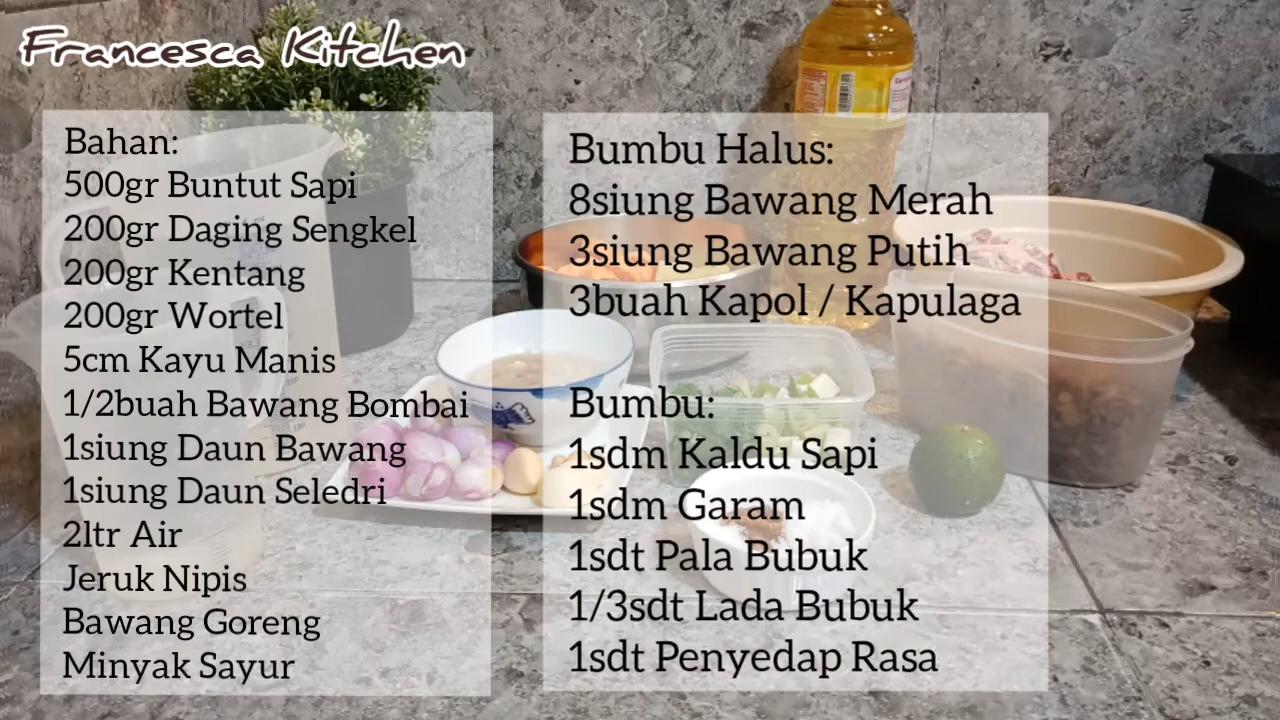 Francesca Kitchen
Bahan:
500gr Buntut Sapi
200gr Daging Sengkel
200gr Kentang
200gr Wortel
5cm Kayu Manis
1/2buah Bawang Bombai
1siung Daun Bawang
1siung Daun Seledri
2ltr Air
Jeruk Nipis
Bawang Goreng
Minyak Sayur
Bumbu Halus:
8siung Bawang Merah
3siung Bawang Putih
3buah Kapol / Kapulaga
Bumbu:
1sdm Kaldu Sapi
1sdm Garam
1sdt Pala Bubuk
1/3sdt Lada Bubuk
1sdt Penyedap Rasa